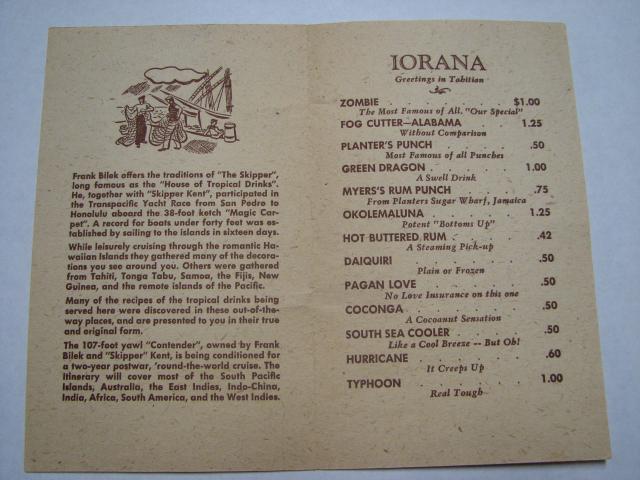 Frank Bilek offers the traditions of "The Skipper",
long famous as the "House of Tropical Drinks".
He, together with "Skipper Kent", participated in
the Transpacific Yacht Race from San Pedro to
Honolulu aboard the 38-foot ketch "Magic Car-
pet". A record for boats under forty feet was est-
ablished by sailing to the islands in sixteen days.
While leisurely cruising through the romantic Ha-
waiian Islands they gathered many of the decora-
tions you see around you. Others were gathered
from Tahiti, Tonga Tabu, Samoa, the Fijis, New
Guinea, and the remote islands of the Pacific.
Many of the recipes of the tropical drinks being
served here were discovered in these out-of-the-
way places, and are presented to you in their true
and original form.
The 107-foot yawl "Contender", owned by Frank
Bilek and "Skipper" Kent, is being conditioned for
a two-year postwar, 'round-the-world cruise. The
Itinerary will cover most of the South Pacific
Islands, Australia, the East Indies, Indo-China,
India, Africa, South America, and the West Indies.
IORANA
Greetings in Tahitian
ZOMBIE . . . . . . . $1.00
The Most Famous of All, "Our Special"
FOG CUTTER—ALABAMA . . . . 1.25
Without Comparison
PLANTER'S PUNCH . . . . . .50
Most Famous of all Punches
GREEN DRAGON . . . . . 1.00
A Swell Drink
MYERS'S RUM PUNCH . . . . .75
From Planters Sugar Wharf, Jamaica
OKOLEMALUNA . . . . . 1.25
Potent "Bottoms Up"
HOT BUTTERED RUM . . . . . .42
A Steaming Pick-up
DAIQUIRI . . . . . . . .50
Plain or Frozen
PAGAN LOVE . . . . . . .50
No Love Insurance on this one
COCONGA . . . . . . . .50
A Cocoanut Sensation
SOUTH SEA COOLER . . . . . .50
Like a Cool Breeze -- But Oh!
HURRICANE . . . . . . .60
It Creeps Up
TYPHOON . . . . . . . 1.00
Real Tough